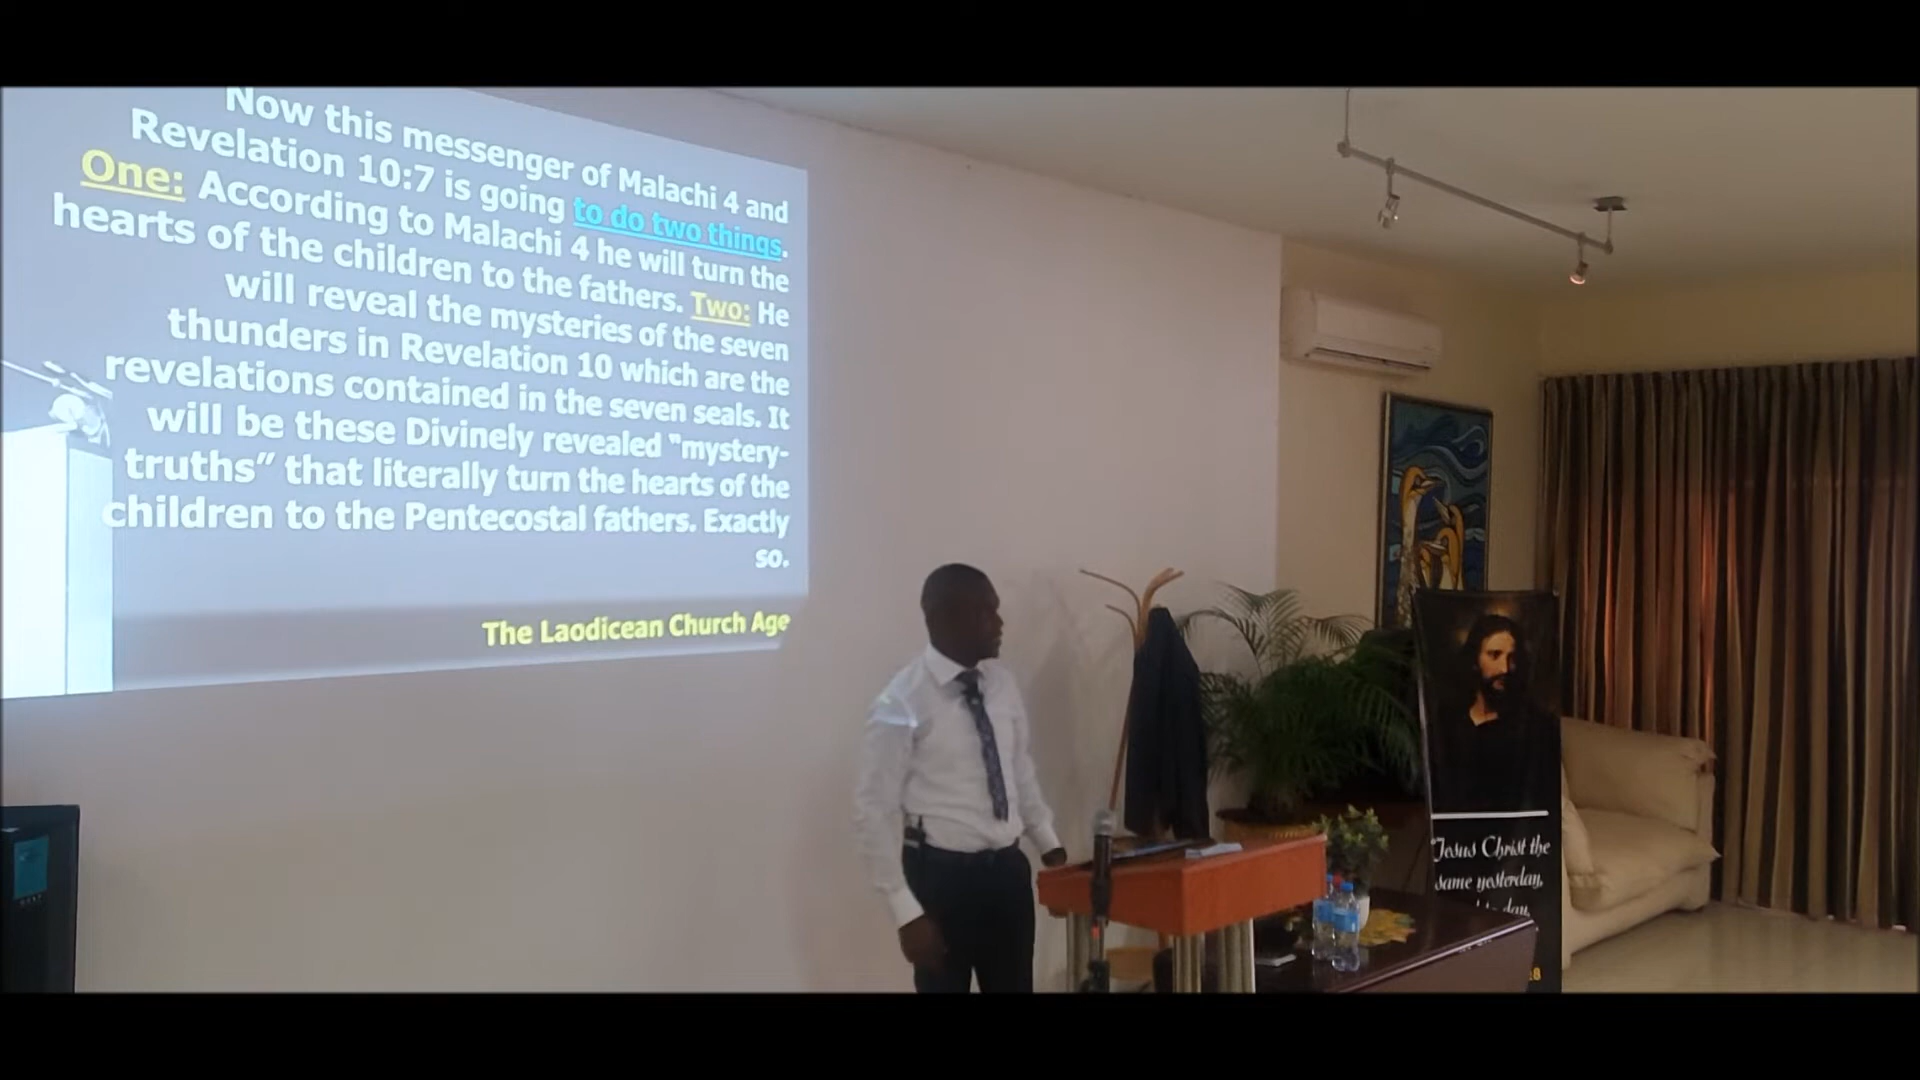 Now this messenger of Malachi 4 and
Revelation 10:7 is going to do two things.
One: According to Malachi 4 he will turn the
hearts of the children to the fathers. Two: He
will reveal the mysteries of the seven
thunders in Revelation 10 which are the
revelations contained in the seven seals. It
will be these Divinely revealed "mystery-
truths” that literally turn the hearts of the
children to the Pentecostal fathers. Exactly
so.
The Laodicean Church Age
"Jesus Christ the
same yesterday,
day,
8